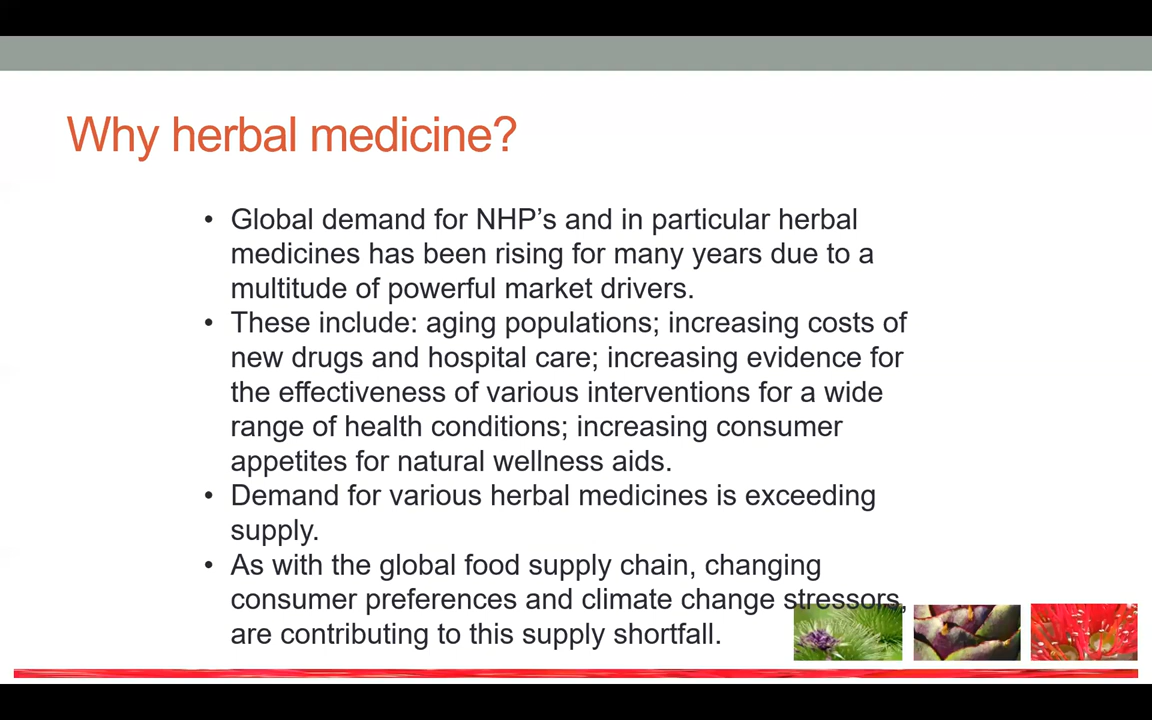 Why herbal medicine?
• Global demand for NHP’s and in particular herbal
medicines has been rising for many years due to a
multitude of powerful market drivers.
• These include: aging populations; increasing costs of
new drugs and hospital care; increasing evidence for
the effectiveness of various interventions for a wide
range of health conditions; increasing consumer
appetites for natural wellness aids.
• Demand for various herbal medicines is exceeding
supply.
• As with the global food supply chain, changing
consumer preferences and climate change stressors,
are contributing to this supply shortfall.